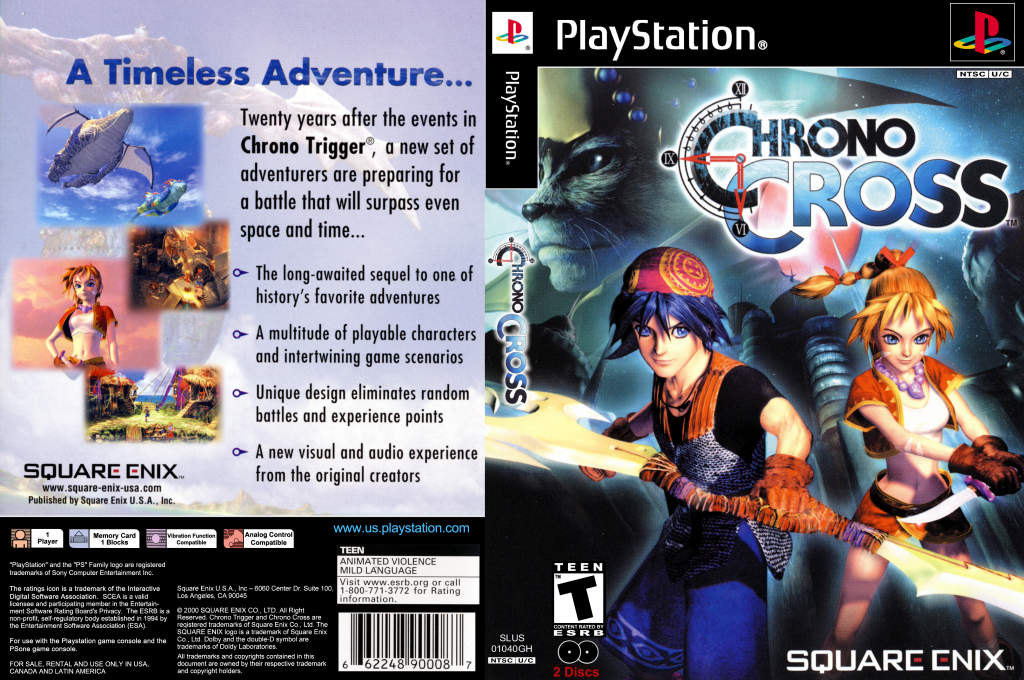 A Timeless Adventure...
Twenty years after the events in
Chrono Trigger®, a new set of
adventurers are preparing for
a battle that will surpass even
space and time...
The long-awaited sequel to one of
history's favorite adventures
A multitude of playable characters
and intertwining game scenarios
Unique design eliminates random
battles and experience points
A new visual and audio experience
from the original creators
SQUARE ENIX™
www.square-enix-usa.com
Published by Square Enix U.S.A., Inc.
1
Player
Memory Card
1 Blocks
Vibration Function
Compatible
Analog Control
Compatible
www.us.playstation.com
"PlayStation" and the "PS" Family logo are registered
trademarks of Sony Computer Entertainment Inc.
The ratings icon is a trademark of the Interactive
Digital Software Association. SCEA is a valid
licensee and participating member in the Entertain-
ment Software Rating Board's Privacy. The ESRB is a
non-profit, self-regulatory body established in 1994 by
the Entertainment Software Association (ESA).
For use with the Playstation game console and the
PSone game console.
FOR SALE, RENTAL AND USE ONLY IN USA,
CANADA AND LATIN AMERICA
Square Enix U.S.A., Inc – 6060 Center Dr. Suite 100,
Los Angeles, CA 90045
© 2000 SQUARE ENIX CO., LTD. All Right
Reserved. Chrono Trigger and Chrono Cross are
registered trademarks of Square Enix Co., Ltd. The
SQUARE ENIX logo is a trademark of Square Enix
Co., Ltd. Dolby and the double-D symbol are
trademarks of Doldy Laboratories.
All trademarks and copyrights contained in this
document are owned by their respective trademark
and copyright holders.
TEEN
ANIMATED VIOLENCE
MILD LANGUAGE
Visit www.esrb.org or call
1-800-771-3772 for Rating
information.
6 62248 90008 7
PlayStation®
CHRONO
CROSS
SLUS
01040GH
NTSC U/C
PlayStation®
NTSC U/C
XII
IX
VI
CHRONO
CROSS™
TEEN
T™
CONTENT RATED BY
ESRB
2 Discs
SQUARE ENIX™